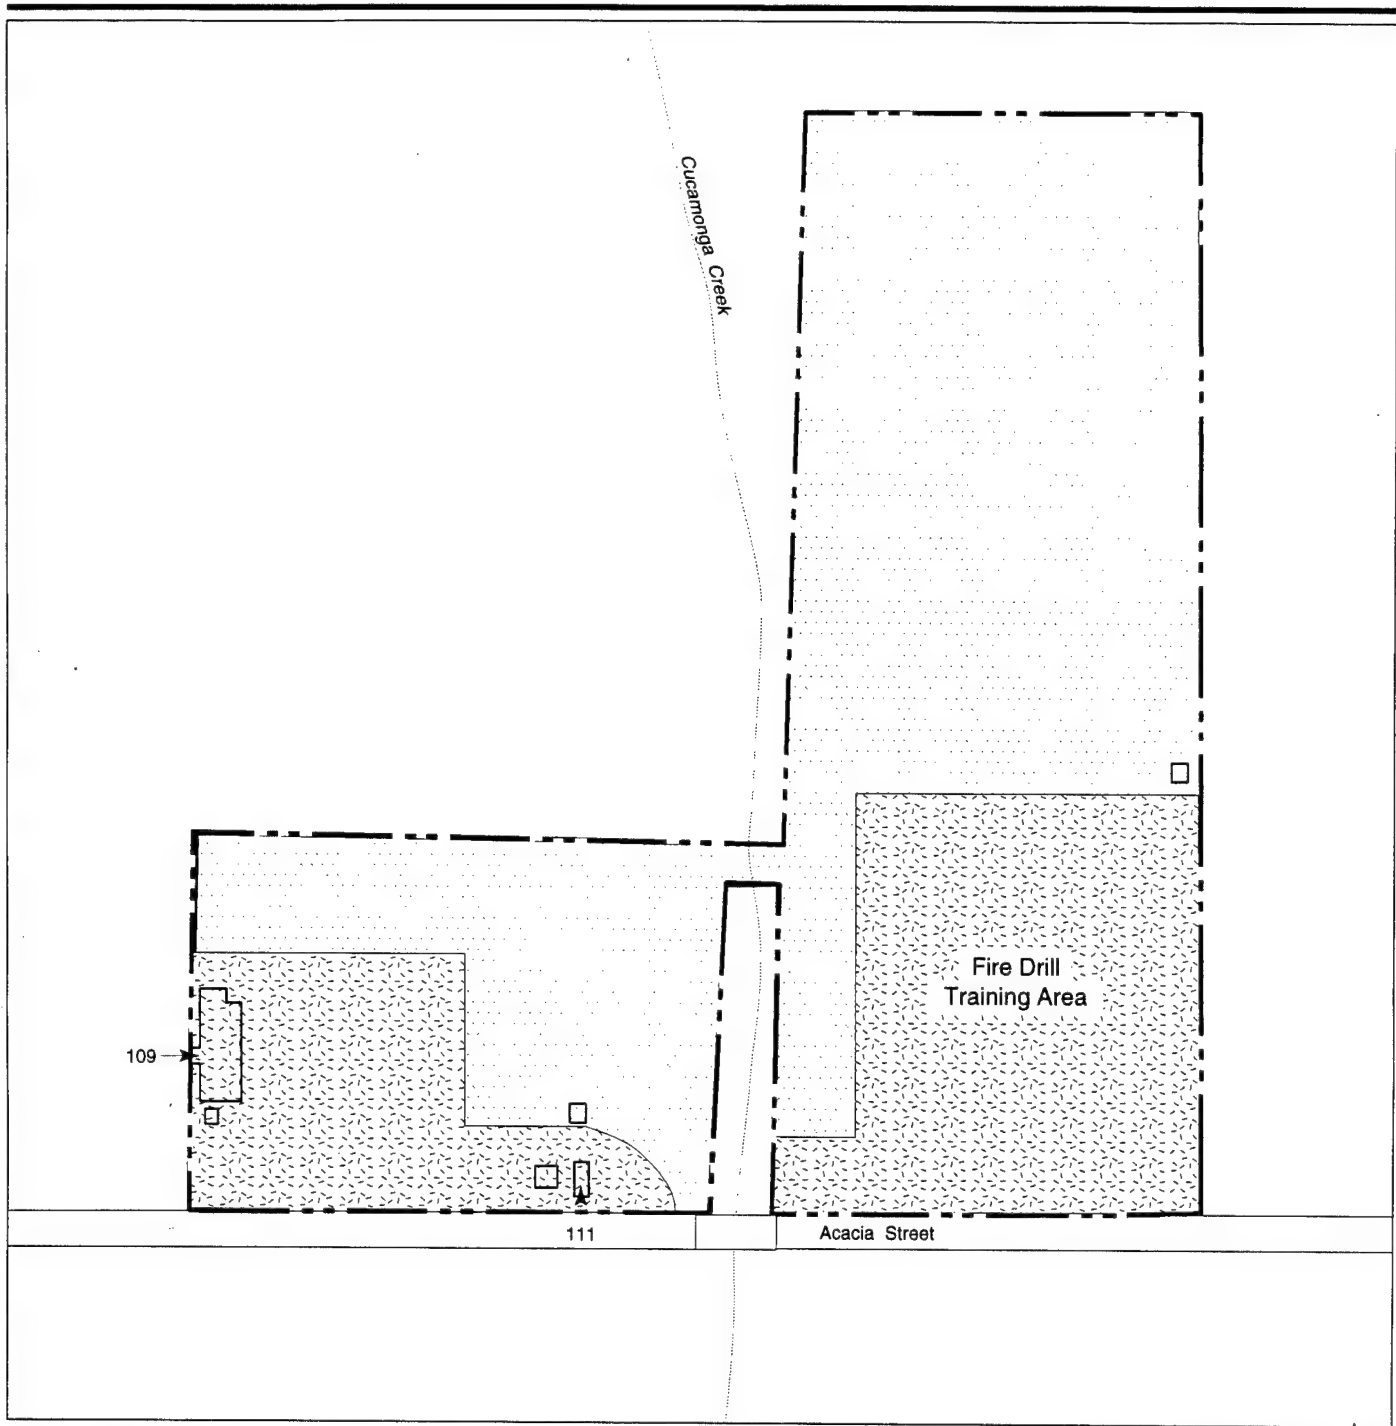 Cucamonga Creek
Fire Drill
Training Area
109
111
Acacia Street